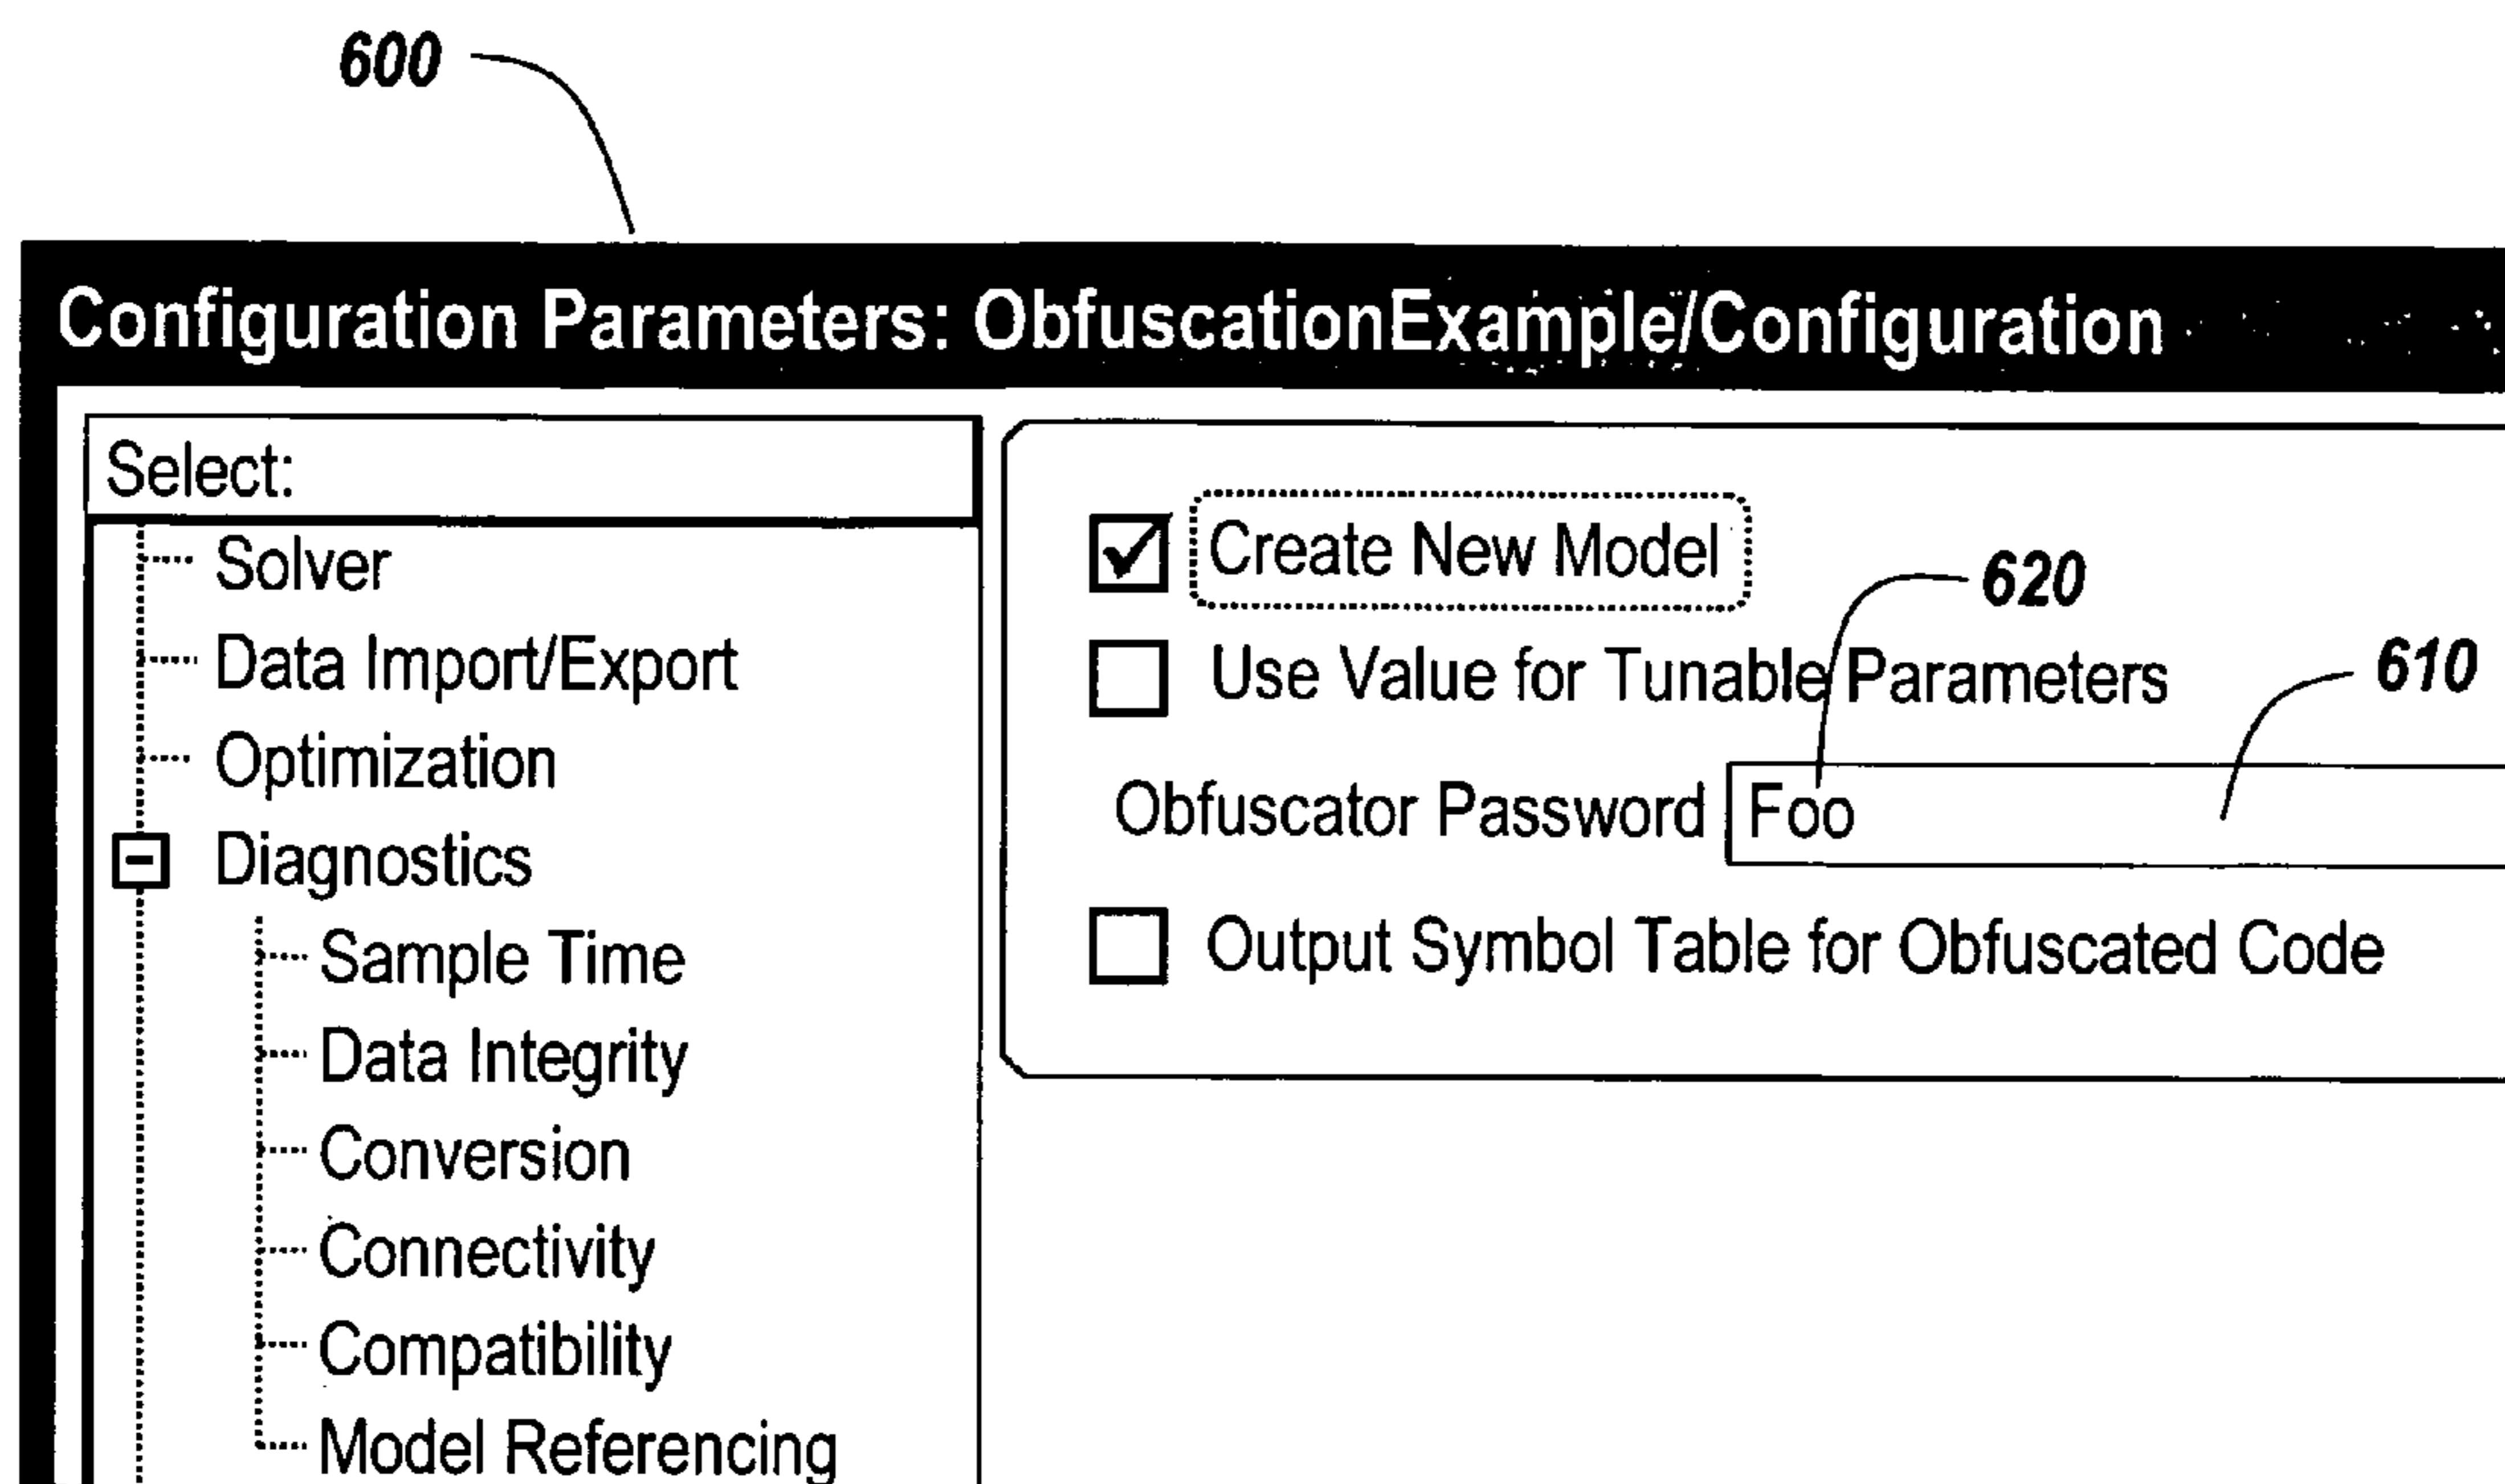 600
Configuration Parameters: ObfuscationExample/Configuration
Select:
Solver
Data Import/Export
Optimization
Diagnostics
Sample Time
Data Integrity
Conversion
Connectivity
Compatibility
Model Referencing
Create New Model
620
Use Value for Tunable Parameters
610
Obfuscator Password Foo
Output Symbol Table for Obfuscated Code